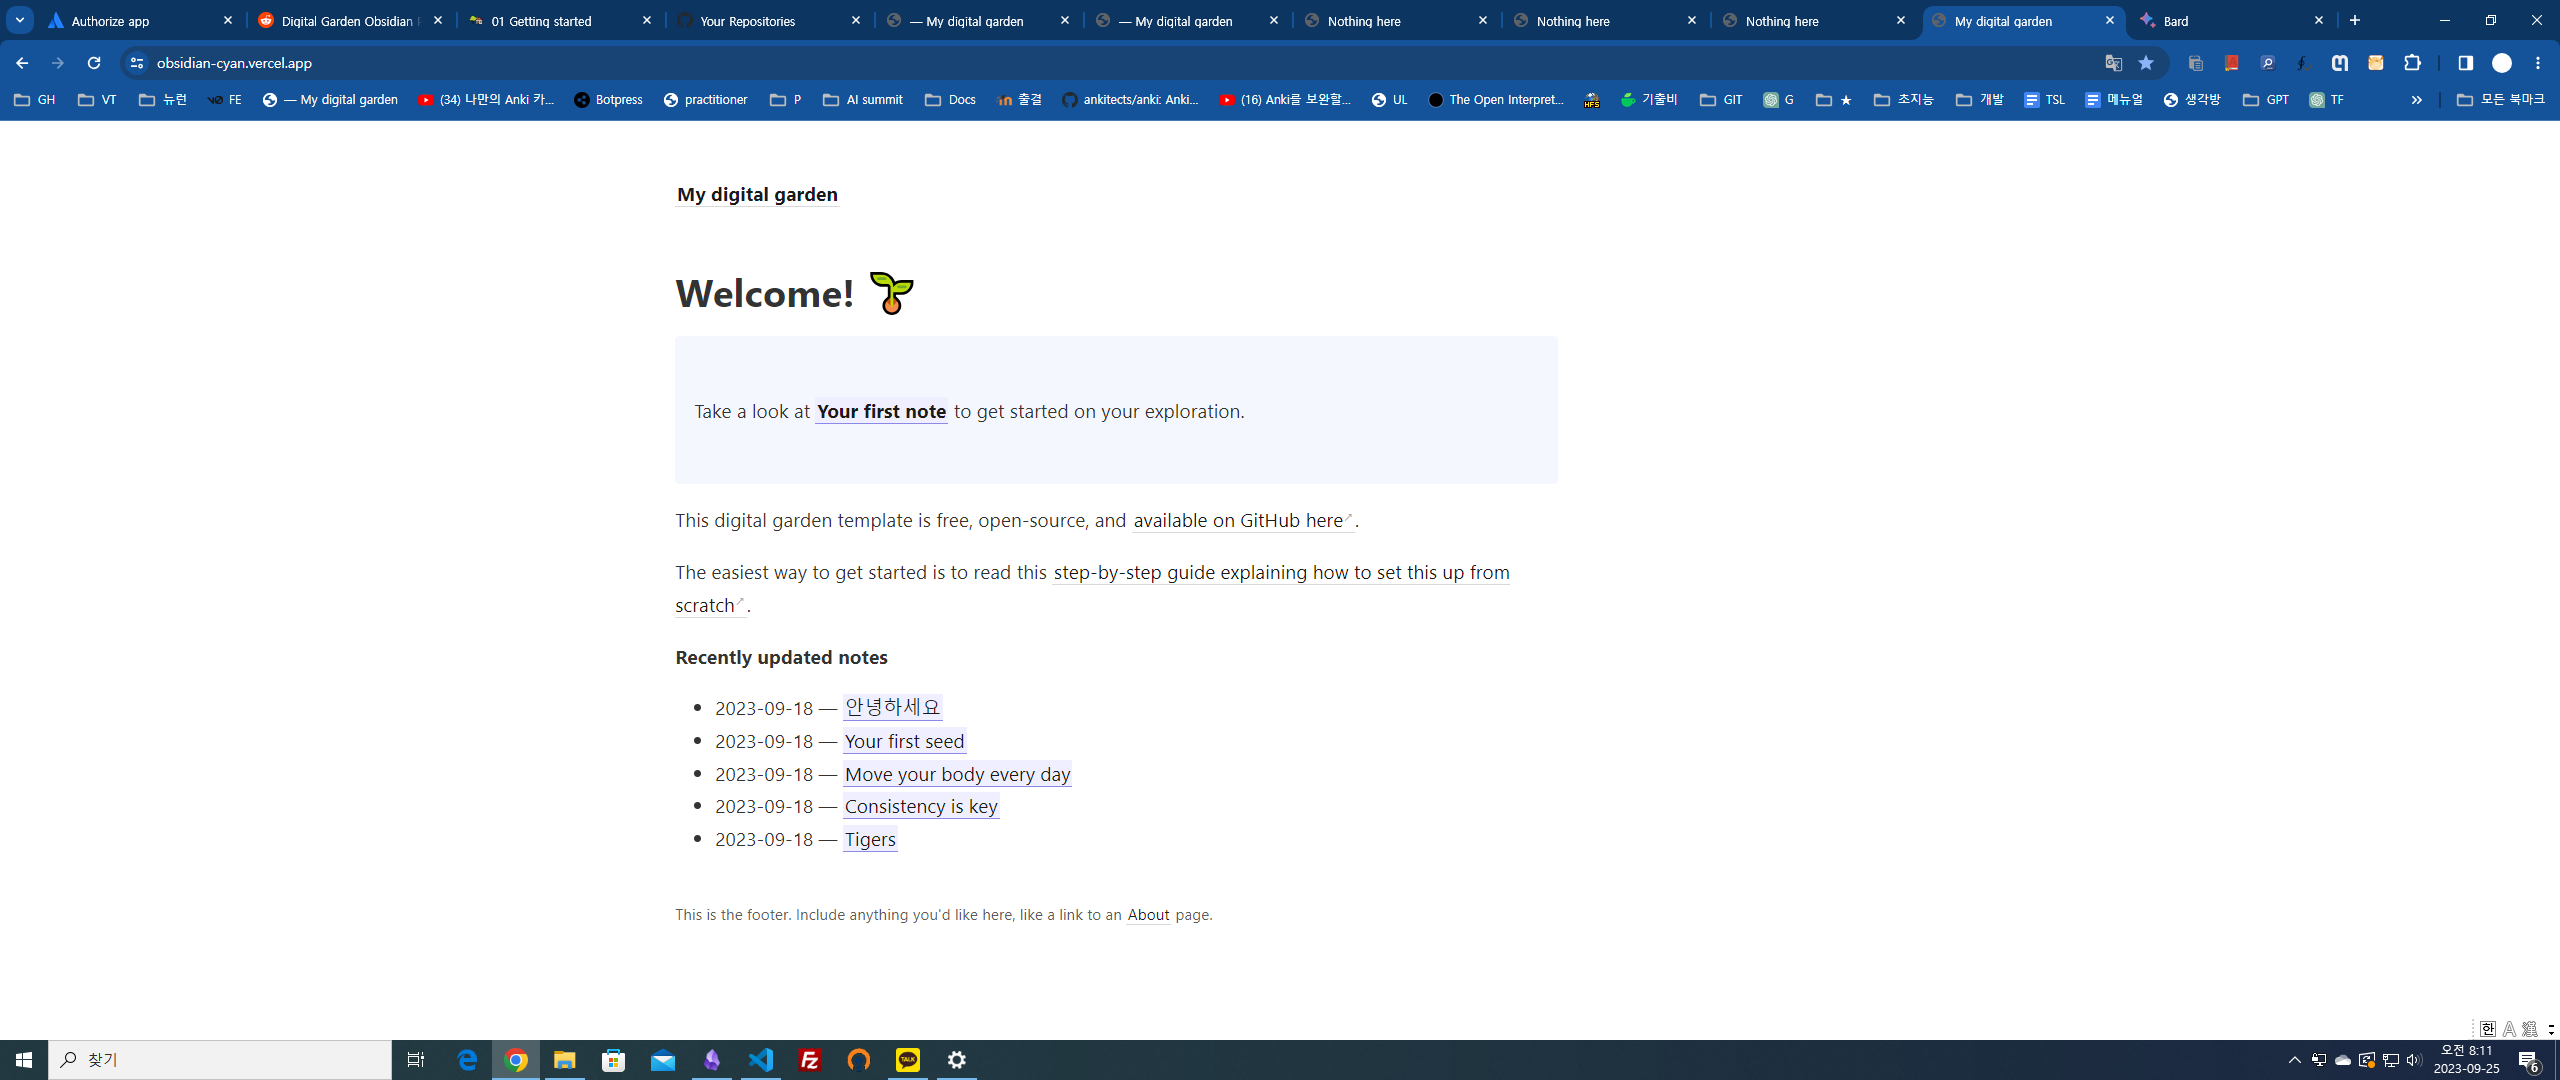 Authorize app
Digital Garden Obsidian
01 Getting started
Your Repositories
— My digital garden
— My digital garden
Nothing here
Nothing here
Nothing here
My digital garden
Bard
obsidian-cyan.vercel.app
GH
VT
뉴런
FE
— My digital garden
(34) 나만의 Anki 카...
Botpress
practitioner
P
AI summit
Docs
출결
ankitects/anki: Anki...
(16) Anki를 보완할...
UL
The Open Interpret...
HFS
기출비
GIT
G
★
초지능
개발
TSL
메뉴얼
생각방
GPT
TF
»
모든 북마크
My digital garden
Welcome!
Take a look at Your first note to get started on your exploration.
This digital garden template is free, open-source, and available on GitHub here↗.
The easiest way to get started is to read this step-by-step guide explaining how to set this up from
scratch↗.
Recently updated notes
• 2023-09-18 — 안녕하세요
• 2023-09-18 — Your first seed
• 2023-09-18 — Move your body every day
• 2023-09-18 — Consistency is key
• 2023-09-18 — Tigers
This is the footer. Include anything you'd like here, like a link to an About page.
한 A 漢
찾기
TALK
오전 8:11
2023-09-25
6